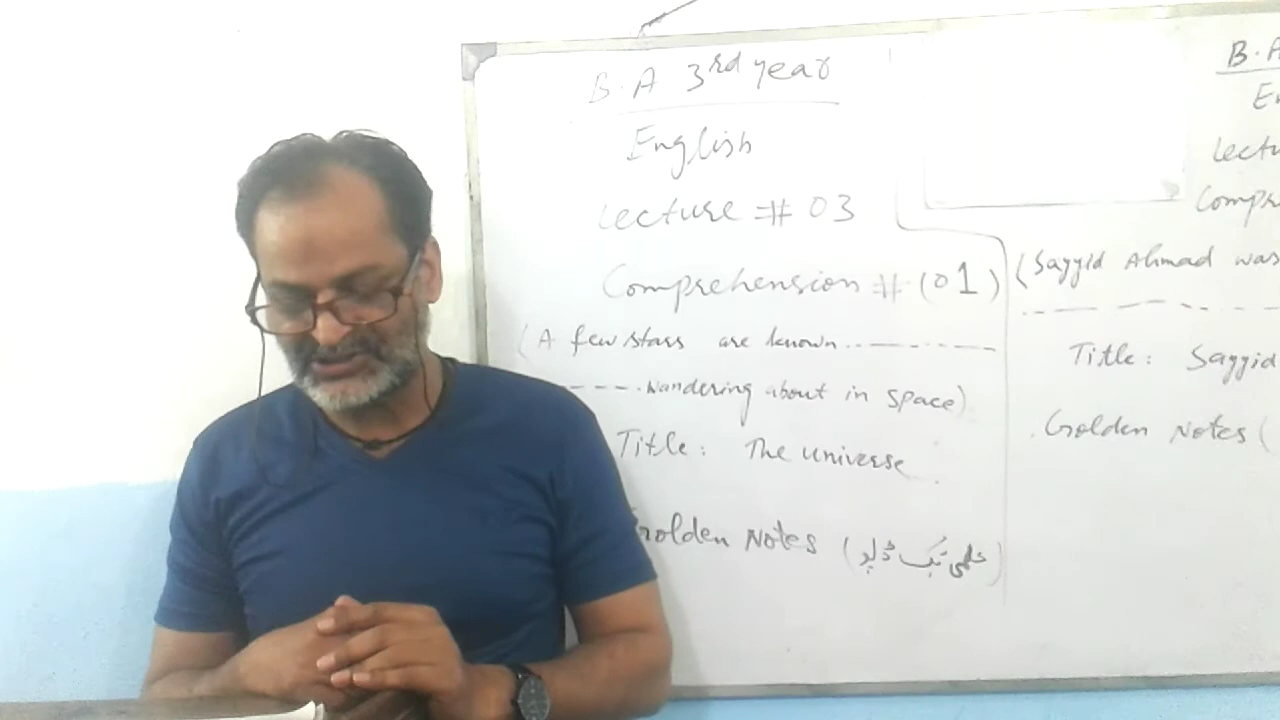 B.A 3rd year
English
Lecture # 03
Comprehension # (01)
(A few stars are known ..----------
----. wandering about in space)
Title: The universe
Golden Notes (علمی بک ڈپو)
B.A
En
Lectu
Compre
(Sayyid Ahmad was
Title: Sayyid
Golden Notes (